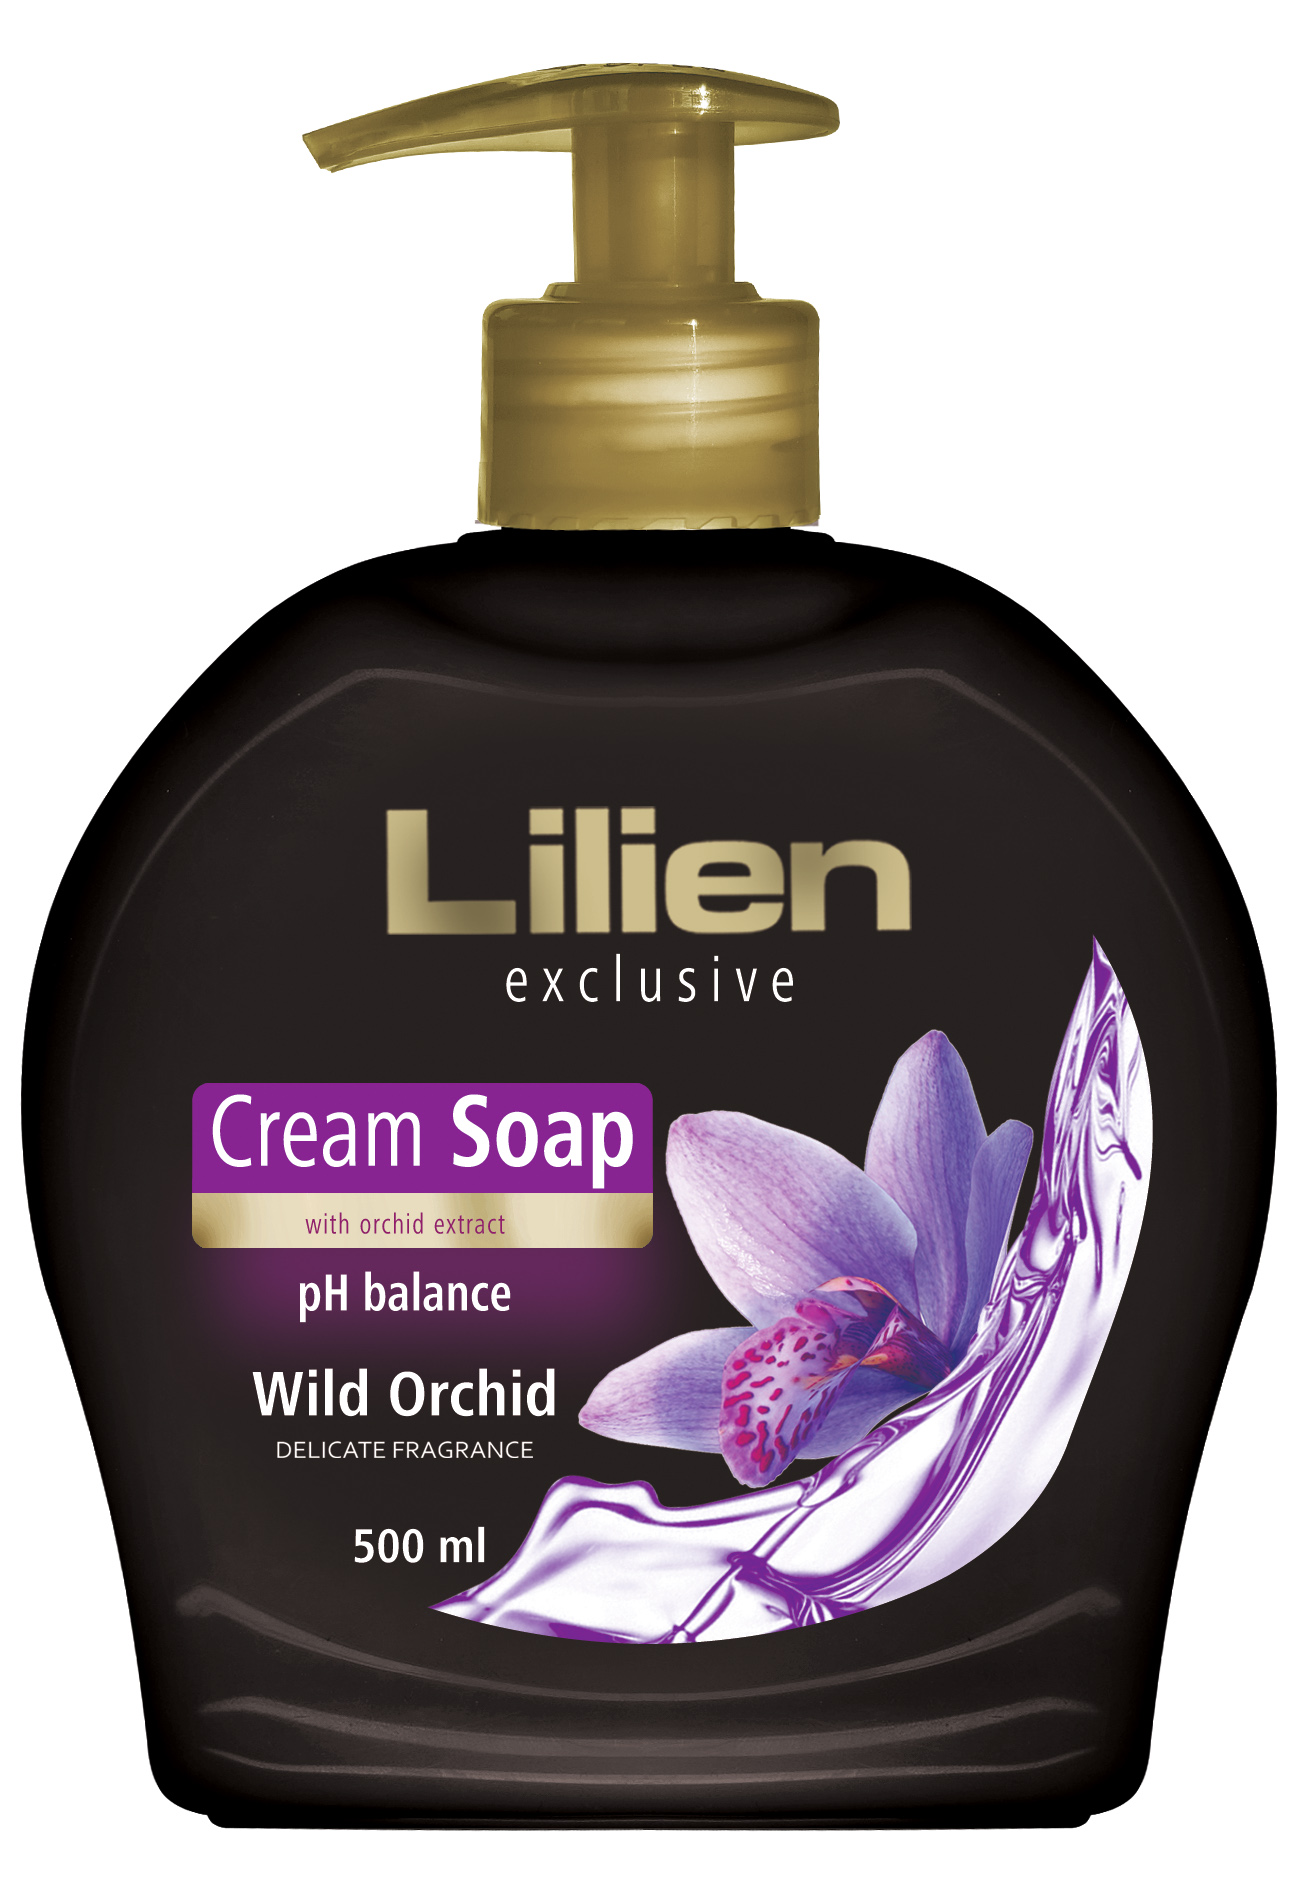 Lilien
exclusive
Cream Soap
with orchid extract
pH balance
Wild Orchid
DELICATE FRAGRANCE
500 ml